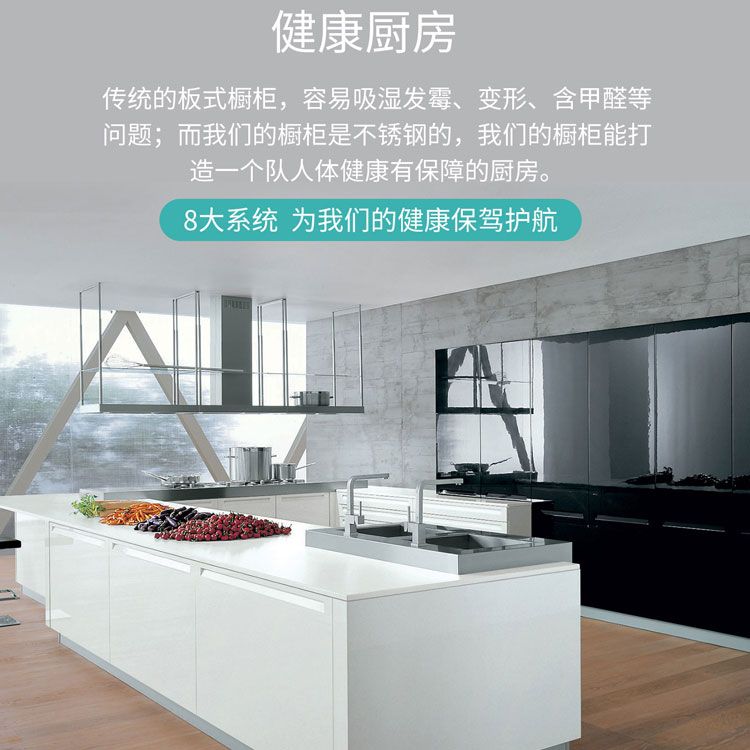 健康厨房
传统的板式橱柜，容易吸湿发霉、变形、含甲醛等
问题；而我们的橱柜是不锈钢的，我们的橱柜能打
造一个队人体健康有保障的厨房。
8大系统 为我们的健康保驾护航